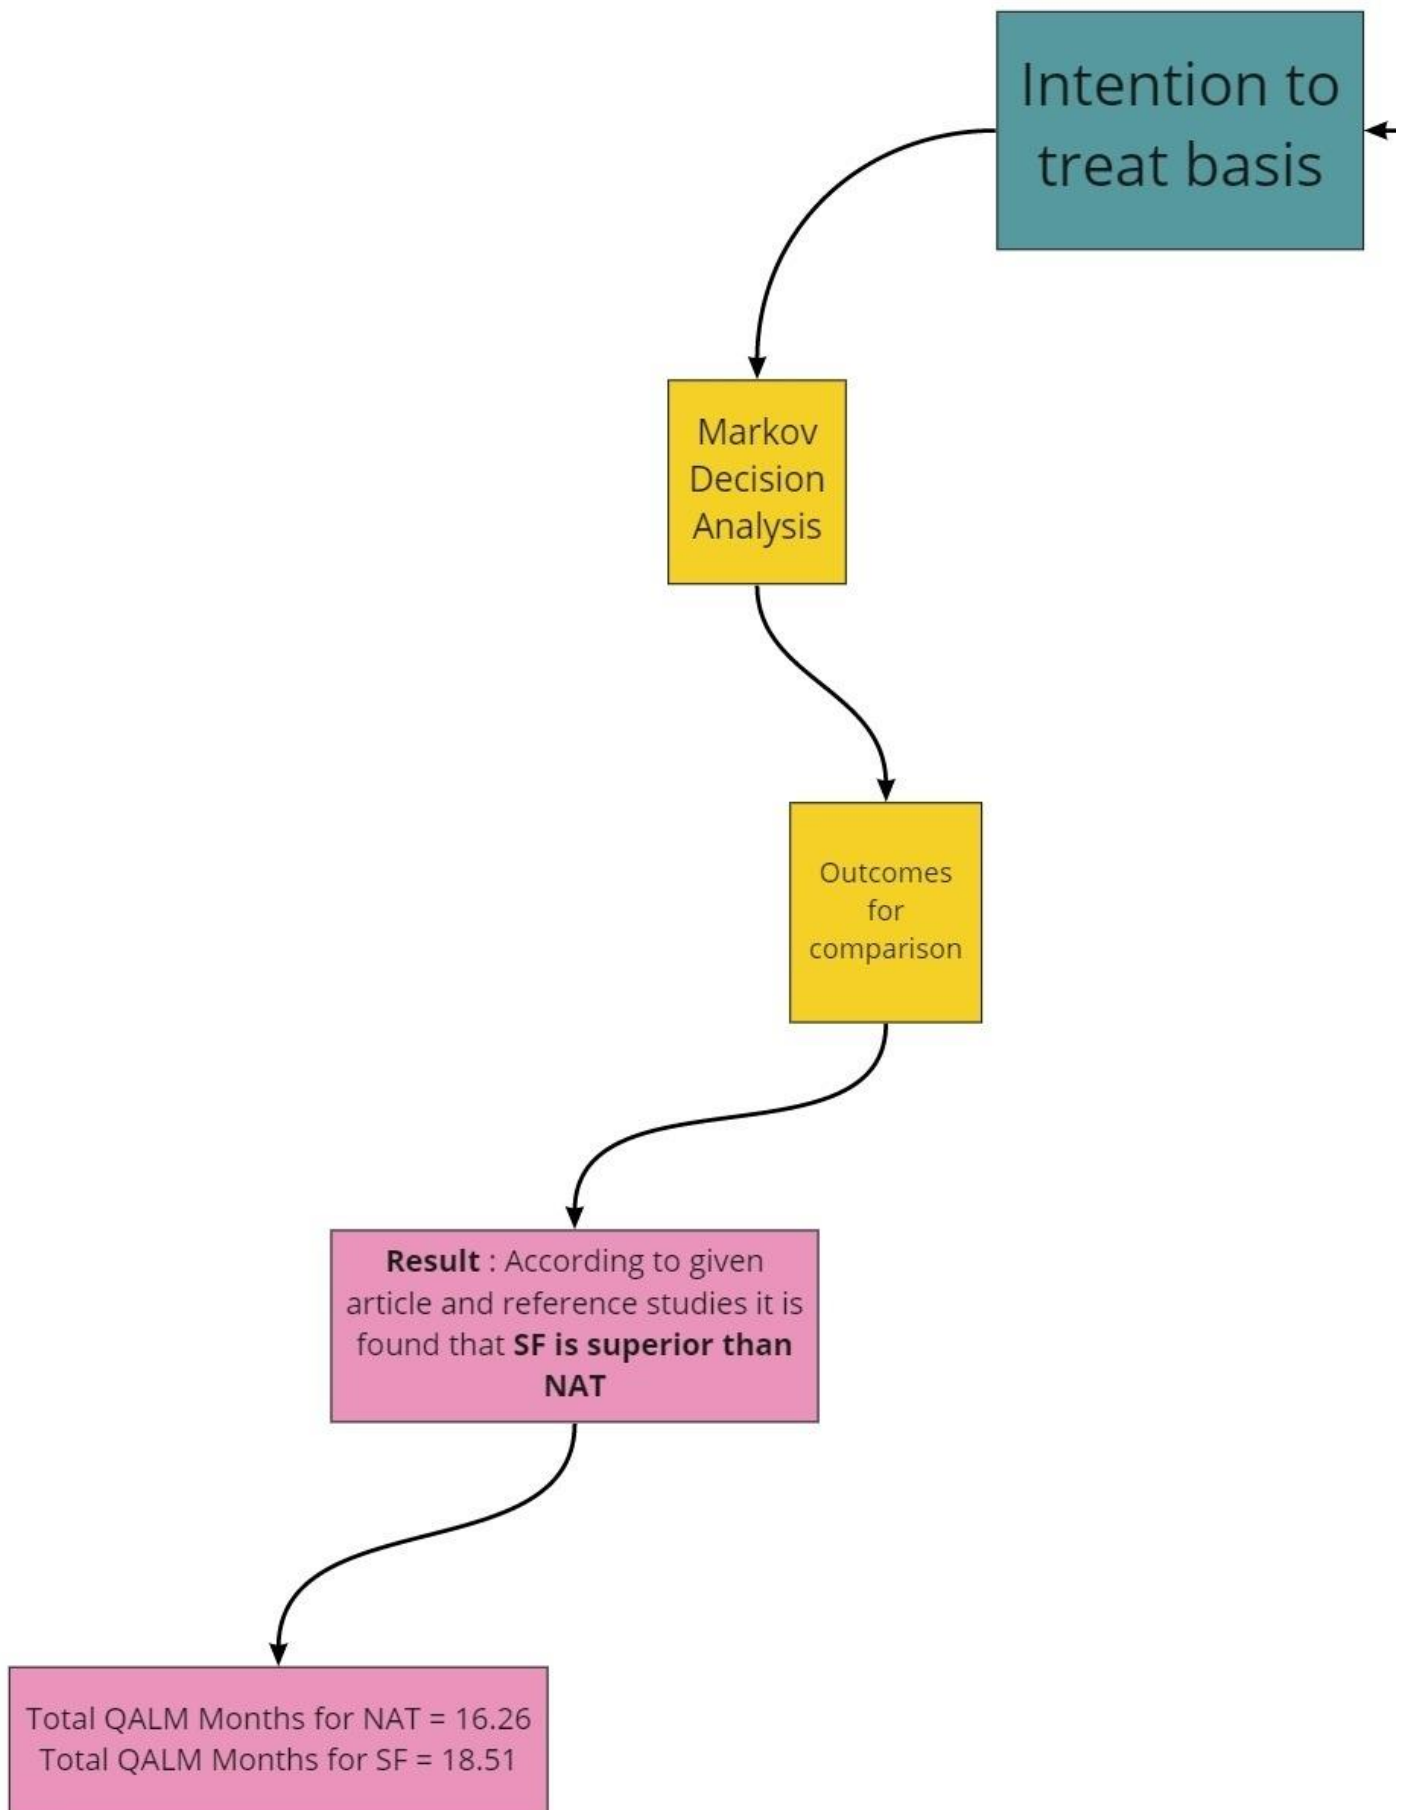 Intention to
treat basis
Markov
Decision
Analysis
Outcomes
for
comparison
Result : According to given
article and reference studies it is
found that SF is superior than
NAT
Total QALM Months for NAT = 16.26
Total QALM Months for SF = 18.51